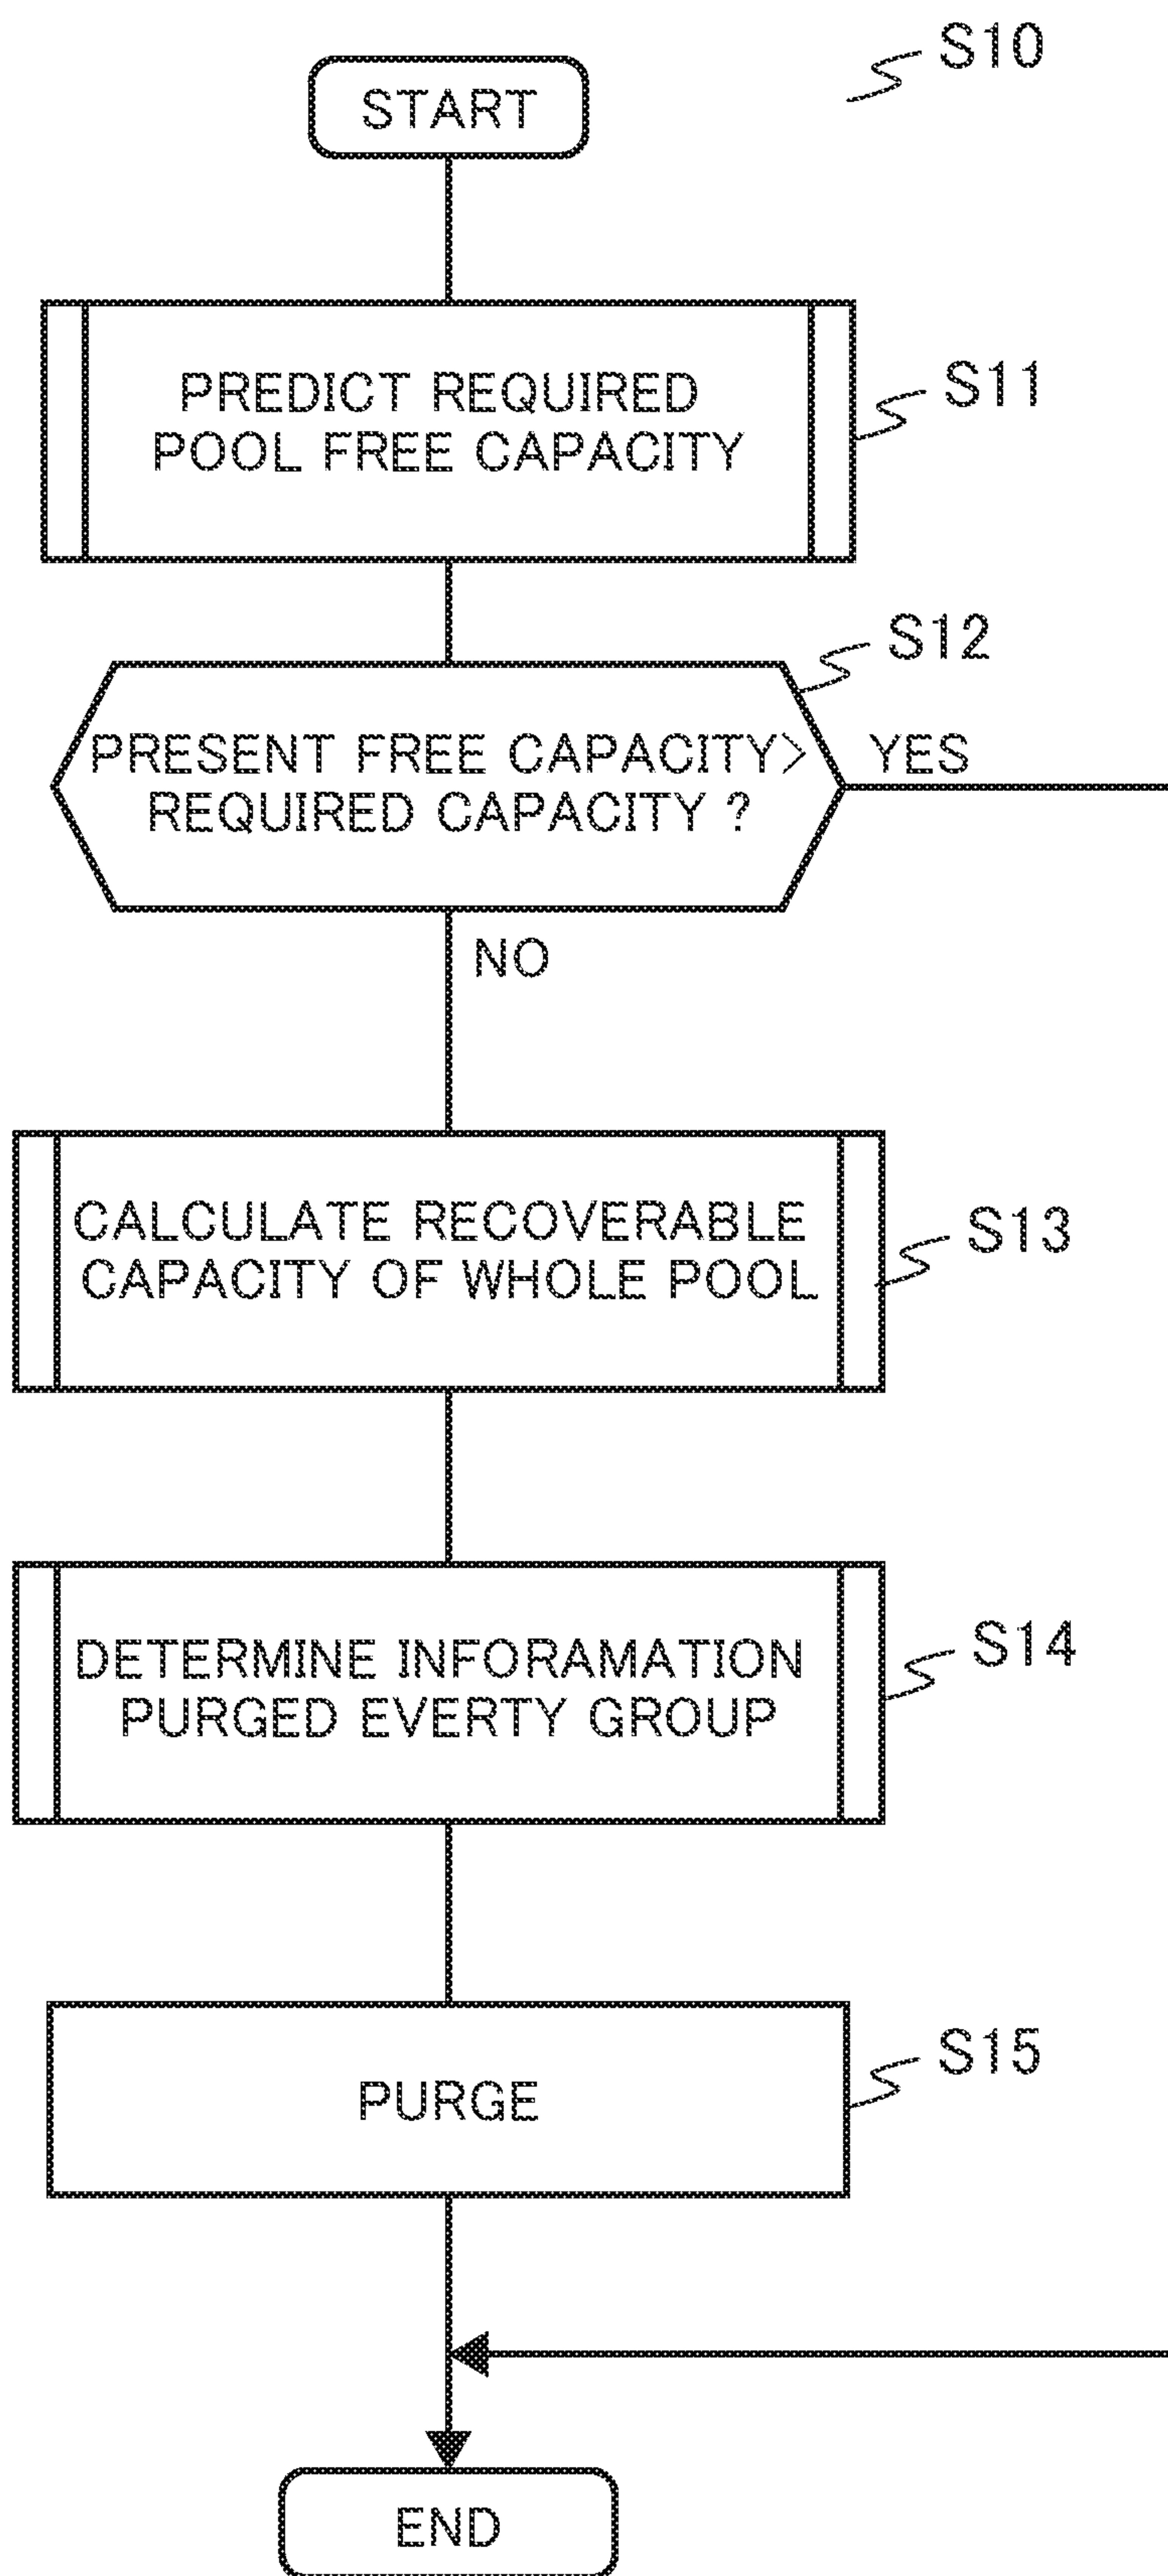 S10
START
PREDICT REQUIRED
POOL FREE CAPACITY
S11
S12
PRESENT FREE CAPACITY>
REQUIRED CAPACITY ?
YES
NO
CALCULATE RECOVERABLE
CAPACITY OF WHOLE POOL
S13
DETERMINE INFORAMATION
PURGED EVERTY GROUP
S14
PURGE
S15
END